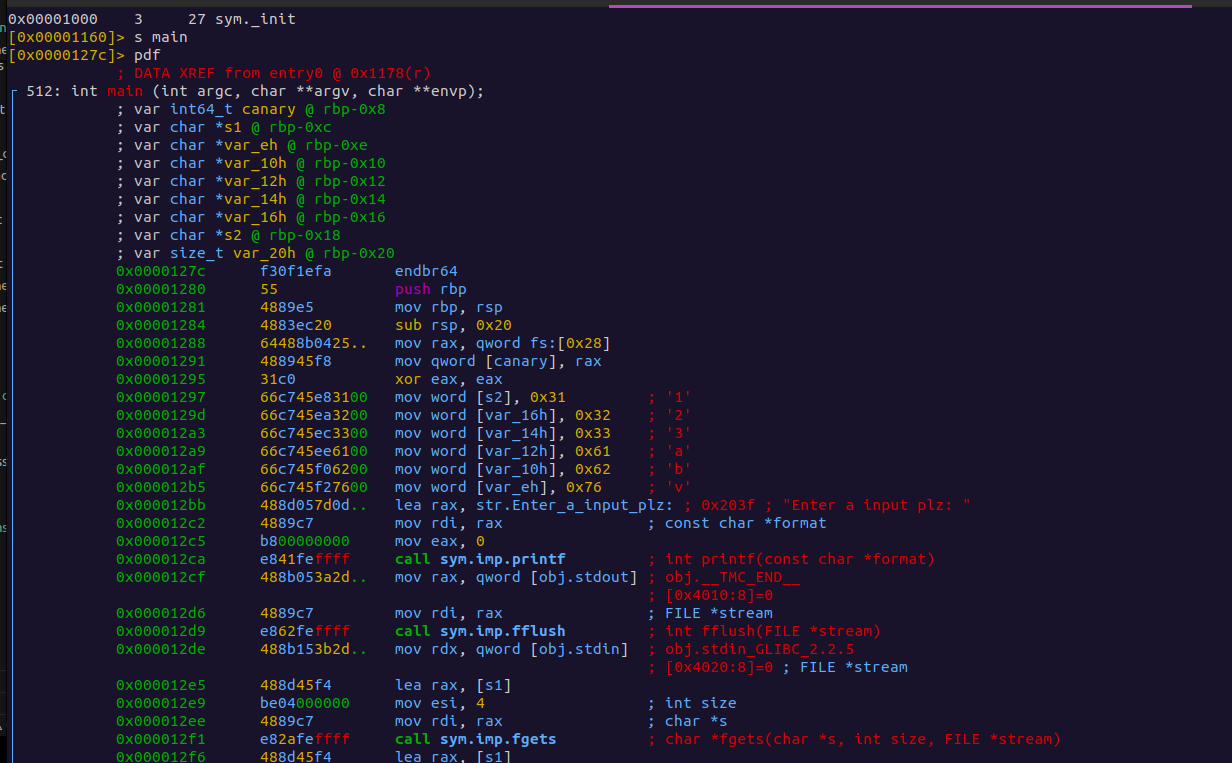 0x00001000    3     27 sym._init
[0x00001160]> s main
[0x0000127c]> pdf
            ; DATA XREF from entry0 @ 0x1178(r)
┌ 512: int main (int argc, char **argv, char **envp);
│           ; var int64_t canary @ rbp-0x8
│           ; var char *s1 @ rbp-0xc
│           ; var char *var_eh @ rbp-0xe
│           ; var char *var_10h @ rbp-0x10
│           ; var char *var_12h @ rbp-0x12
│           ; var char *var_14h @ rbp-0x14
│           ; var char *var_16h @ rbp-0x16
│           ; var char *s2 @ rbp-0x18
│           ; var size_t var_20h @ rbp-0x20
│           0x0000127c      f30f1efa       endbr64
│           0x00001280      55             push rbp
│           0x00001281      4889e5         mov rbp, rsp
│           0x00001284      4883ec20       sub rsp, 0x20
│           0x00001288      64488b0425..   mov rax, qword fs:[0x28]
│           0x00001291      488945f8       mov qword [canary], rax
│           0x00001295      31c0           xor eax, eax
│           0x00001297      66c745e83100   mov word [s2], 0x31         ; '1'
│           0x0000129d      66c745ea3200   mov word [var_16h], 0x32    ; '2'
│           0x000012a3      66c745ec3300   mov word [var_14h], 0x33    ; '3'
│           0x000012a9      66c745ee6100   mov word [var_12h], 0x61    ; 'a'
│           0x000012af      66c745f06200   mov word [var_10h], 0x62    ; 'b'
│           0x000012b5      66c745f27600   mov word [var_eh], 0x76     ; 'v'
│           0x000012bb      488d057d0d..   lea rax, str.Enter_a_input_plz: ; 0x203f ; "Enter a input plz: "
│           0x000012c2      4889c7         mov rdi, rax                ; const char *format
│           0x000012c5      b800000000     mov eax, 0
│           0x000012ca      e841feffff     call sym.imp.printf         ; int printf(const char *format)
│           0x000012cf      488b053a2d..   mov rax, qword [obj.stdout] ; obj.__TMC_END__
│                                                                      ; [0x4010:8]=0
│           0x000012d6      4889c7         mov rdi, rax                ; FILE *stream
│           0x000012d9      e862feffff     call sym.imp.fflush         ; int fflush(FILE *stream)
│           0x000012de      488b153b2d..   mov rdx, qword [obj.stdin]  ; obj.stdin_GLIBC_2.2.5
│                                                                      ; [0x4020:8]=0 ; FILE *stream
│           0x000012e5      488d45f4       lea rax, [s1]
│           0x000012e9      be04000000     mov esi, 4                  ; int size
│           0x000012ee      4889c7         mov rdi, rax                ; char *s
│           0x000012f1      e82afeffff     call sym.imp.fgets          ; char *fgets(char *s, int size, FILE *stream)
│           0x000012f6      488d45f4       lea rax, [s1]